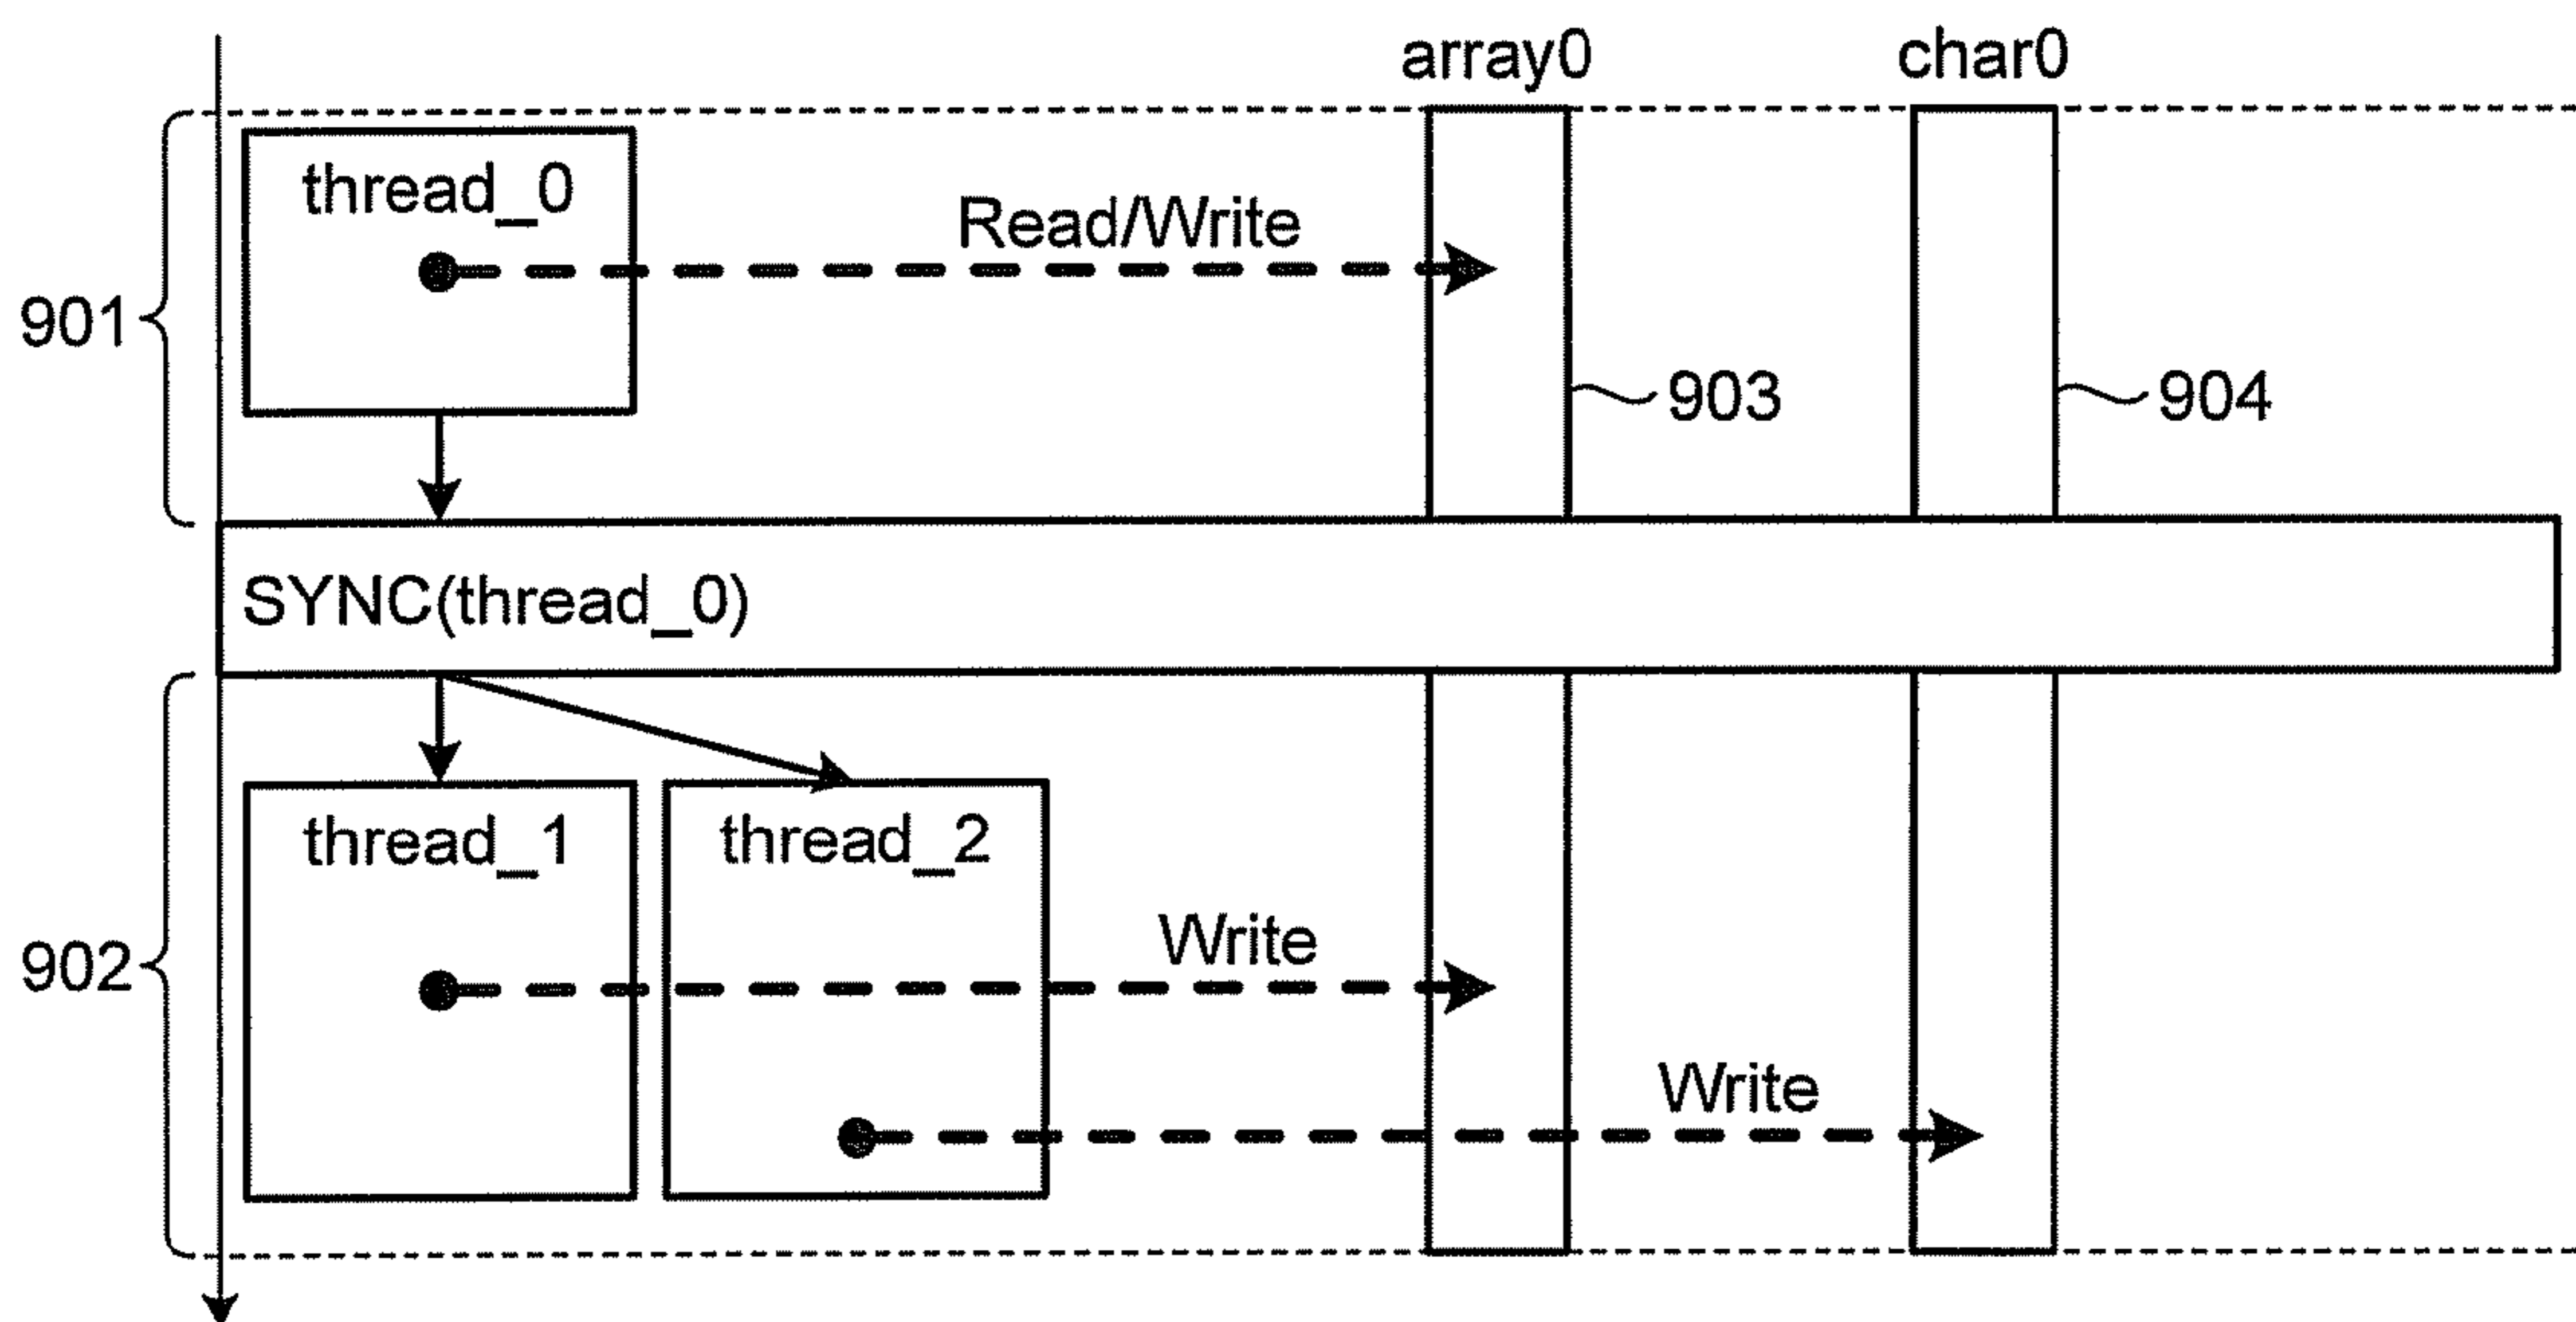 array0
char0
thread_0
Read/Write
901
903
904
SYNC(thread_0)
thread_1
thread_2
Write
902
Write